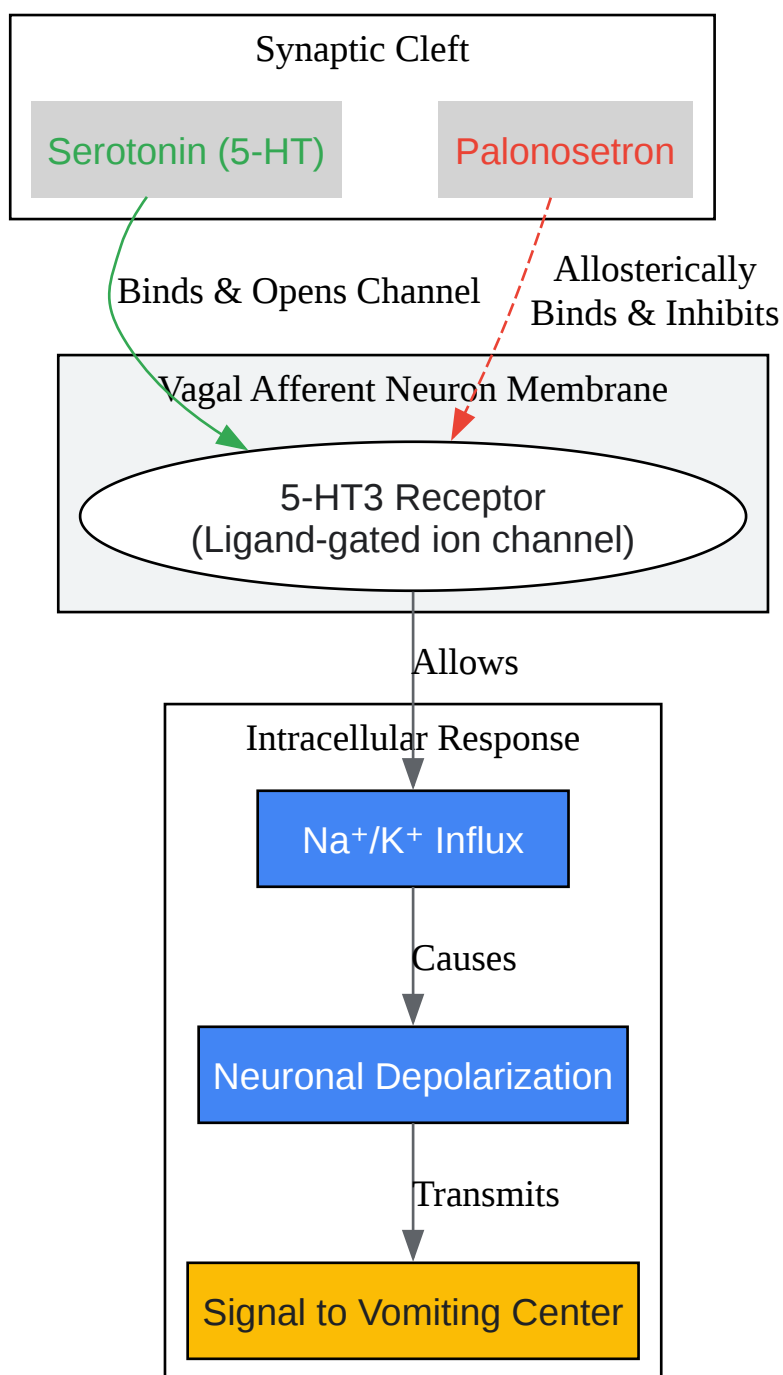 Synaptic Cleft
Serotonin (5-HT)
Palonosetron
Binds & Opens Channel
Allosterically
Binds & Inhibits
Vagal Afferent Neuron Membrane
5-HT3 Receptor
(Ligand-gated ion channel)
Allows
Intracellular Response
Na⁺/K⁺ Influx
Causes
Neuronal Depolarization
Transmits
Signal to Vomiting Center